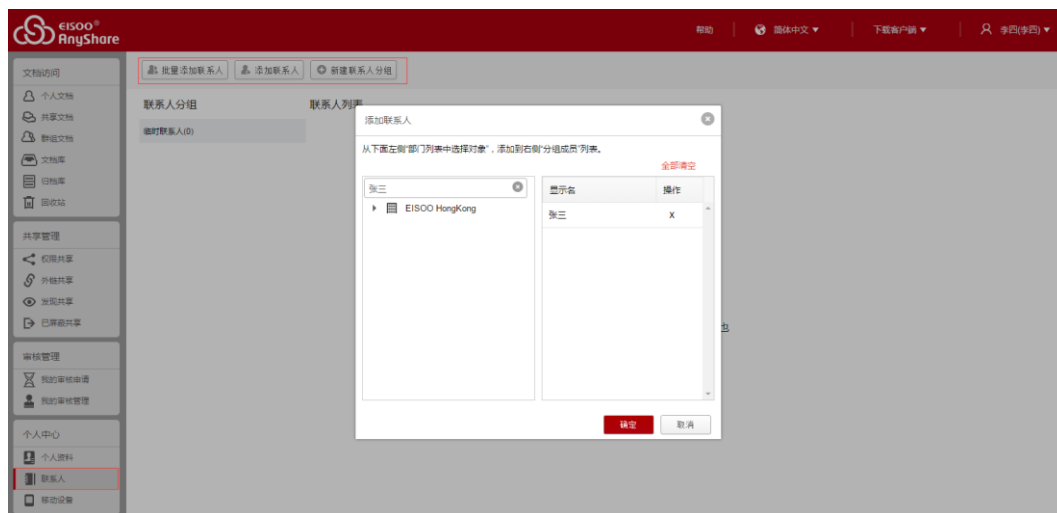 EISOO®
AnyShare
帮助
简体中文 ▼
下载客户端 ▼
李四(李四) ▼
文档访问
个人文档
共享文档
群组文档
文档库
归档库
回收站
共享管理
权限共享
外链共享
发现共享
已屏蔽共享
审核管理
我的审核申请
我的审核管理
个人中心
个人资料
联系人
移动设备
批量添加联系人
添加联系人
新建联系人分组
联系人分组
临时联系人(0)
联系人列表
添加联系人
从下面左侧"部门列表中选择对象",添加到右侧"分组成员"列表。
全部清空
张三
EISOO HongKong
显示名
操作
张三
X
确定
取消